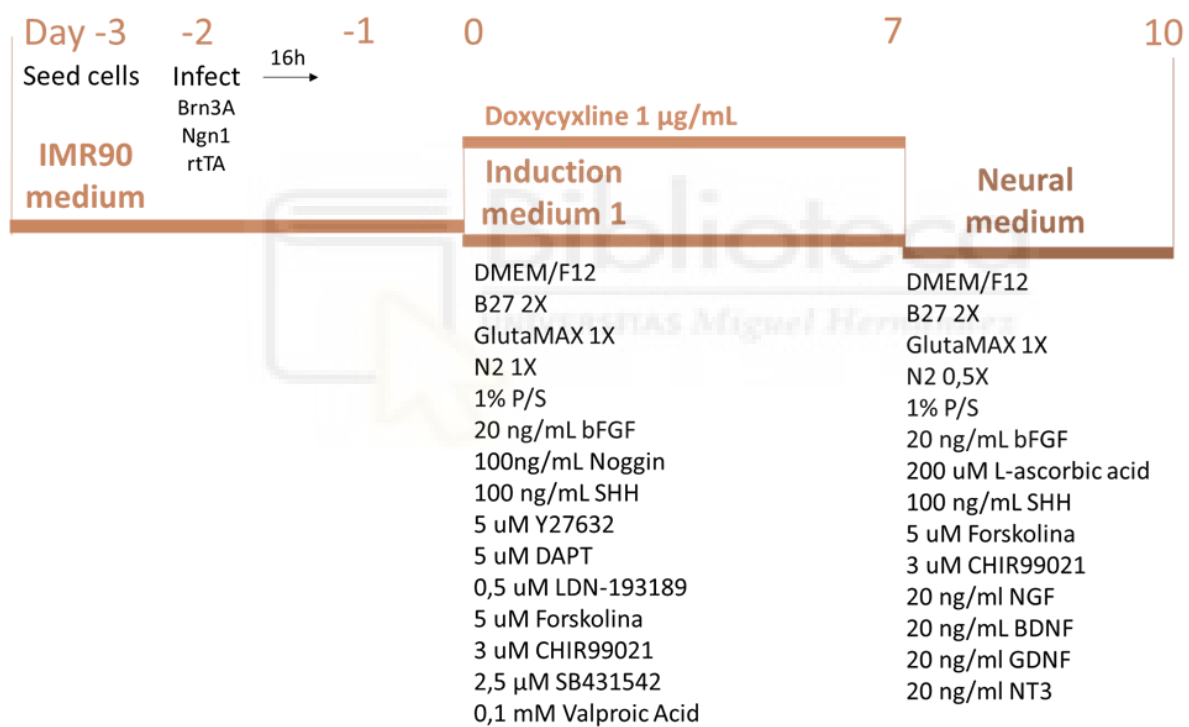 Day -3 -2 -1 0 7 10
Seed cells Infect 16h
Brn3A
Ngn1
rtTA
IMR90
medium
Doxycyxline 1 µg/mL
Induction
medium 1
Neural
medium
Biblioteca
UNIVERSITAS Miguel Hernández
DMEM/F12
B27 2X
GlutaMAX 1X
N2 1X
1% P/S
20 ng/mL bFGF
100ng/mL Noggin
100 ng/mL SHH
5 uM Y27632
5 uM DAPT
0,5 uM LDN-193189
5 uM Forskolina
3 uM CHIR99021
2,5 µM SB431542
0,1 mM Valproic Acid
DMEM/F12
B27 2X
GlutaMAX 1X
N2 0,5X
1% P/S
20 ng/mL bFGF
200 uM L-ascorbic acid
100 ng/mL SHH
5 uM Forskolina
3 uM CHIR99021
20 ng/ml NGF
20 ng/mL BDNF
20 ng/ml GDNF
20 ng/ml NT3